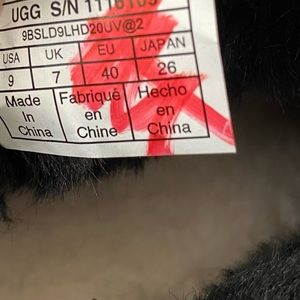 UGG S/N 1116109
9BSLD9LHD20UV@2
USA UK EU JAPAN
9 7 40 26
Made Fabriqué Hecho
In en en
China Chine China